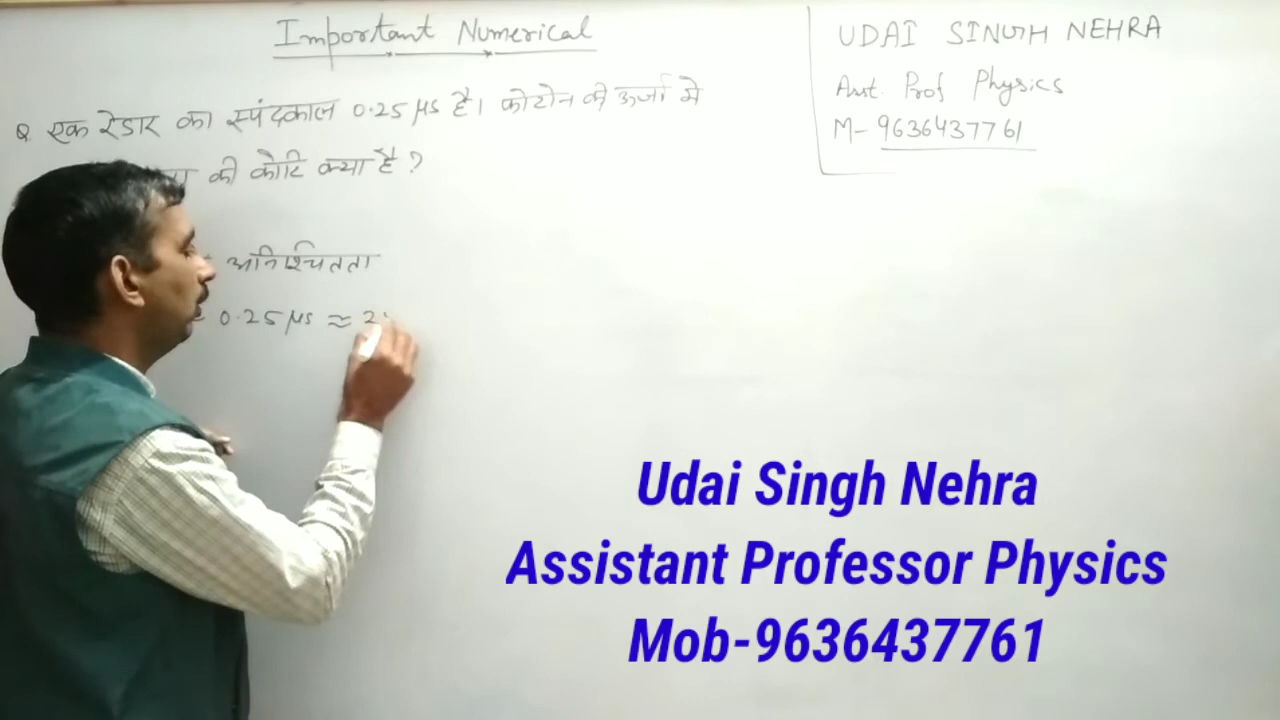 Important Numerical
Q एक रेडार का स्पंदकाल 0.25 μs है। फोटोन की ऊर्जा मे
की कोटि क्या है ?
अनिश्चितता
0.25 μs ≈ 2
UDAI SINGH NEHRA
Asst. Prof Physics
M- 9636437761
Udai Singh Nehra
Assistant Professor Physics
Mob-9636437761